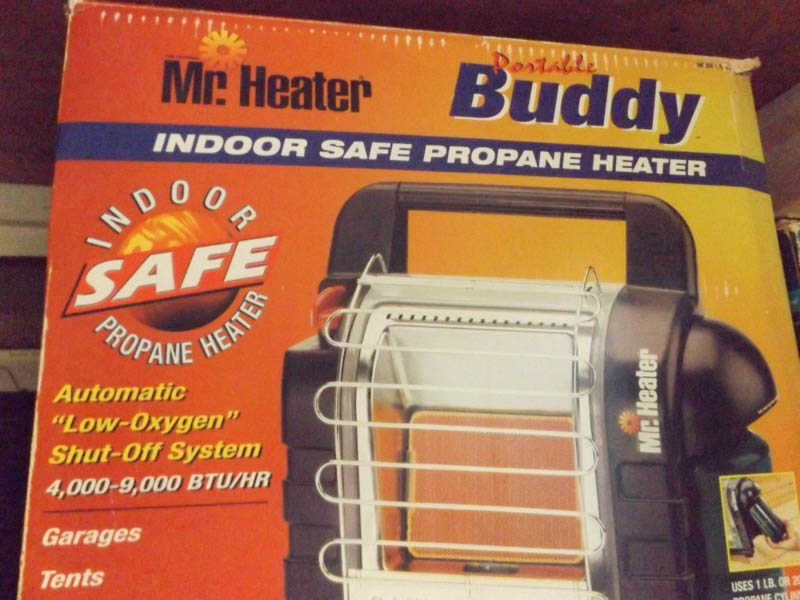 Mr. Heater
Portable
Buddy
INDOOR SAFE PROPANE HEATER
INDOOR
SAFE
PROPANE HEATER
Automatic
"Low-Oxygen"
Shut-Off System
4,000-9,000 BTU/HR
Garages
Tents
Mr. Heater
USES 1 LB. OR
PROPANE